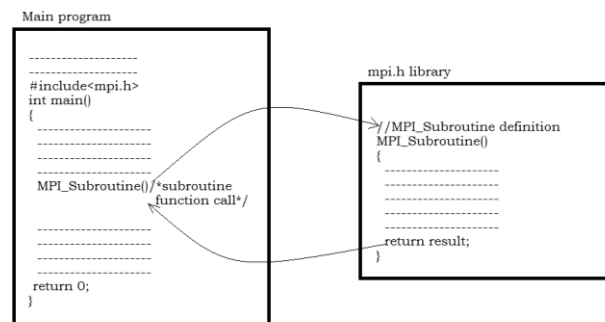 Main program
--------------------
--------------------
#include<mpi.h>
int main()
{
---------------------
---------------------
---------------------
MPI_Subroutine()/*subroutine
function call*/
---------------------
---------------------
---------------------
---------------------
return 0;
}
mpi.h library
//MPI_Subroutine definition
MPI_Subroutine()
{
---------------------
---------------------
---------------------
---------------------
---------------------
return result;
}